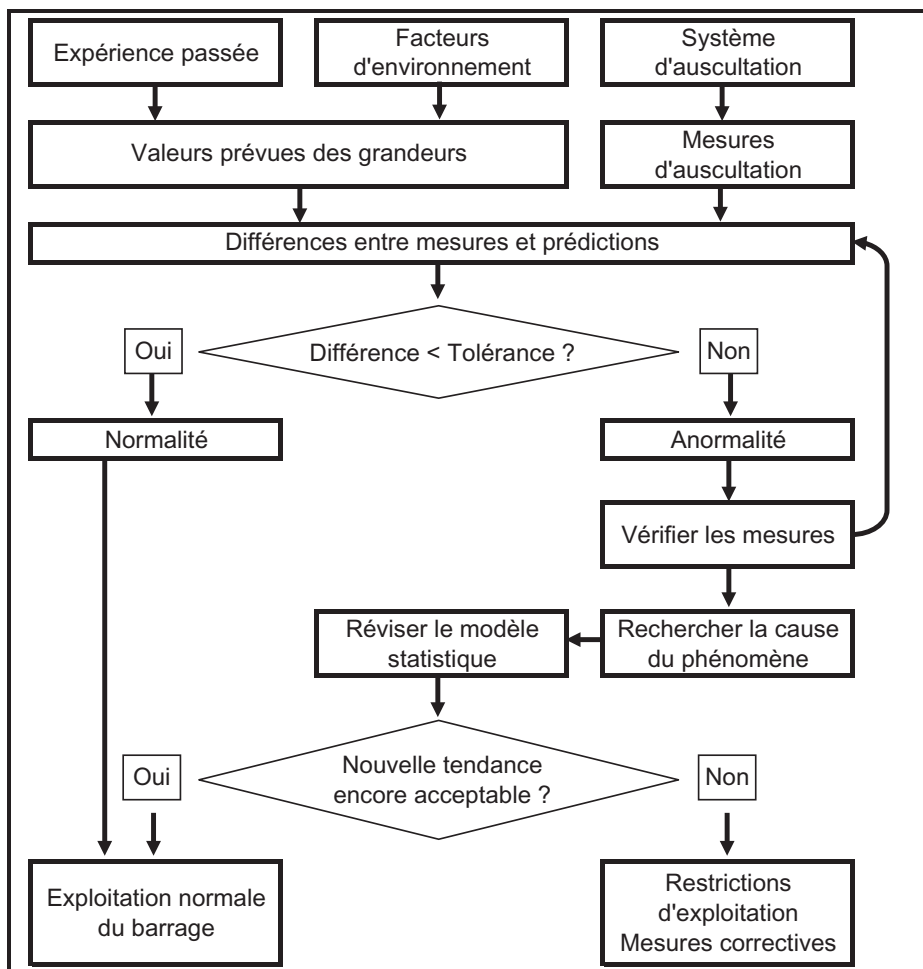 Expérience passée
Facteurs
d'environnement
Système
d'auscultation
Valeurs prévues des grandeurs
Mesures
d'auscultation
Différences entre mesures et prédictions
Oui
Différence < Tolérance ?
Non
Normalité
Anormalité
Vérifier les mesures
Réviser le modèle
statistique
Rechercher la cause
du phénomène
Oui
Nouvelle tendance
encore acceptable ?
Non
Exploitation normale
du barrage
Restrictions
d'exploitation
Mesures correctives